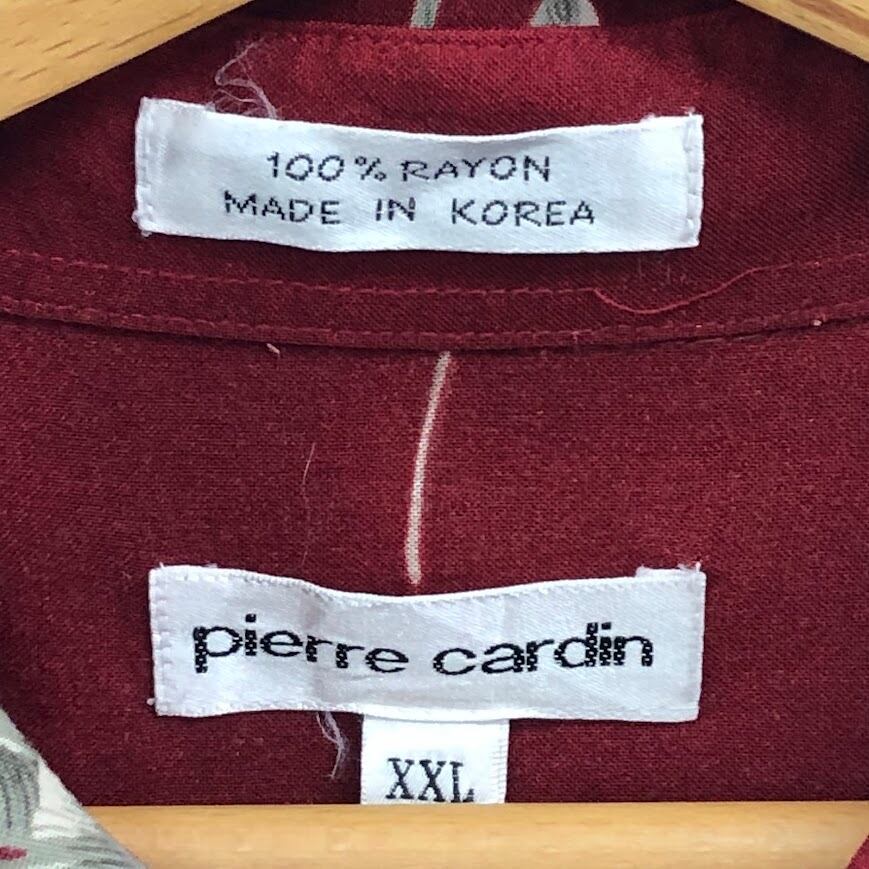 100% RAYON
MADE IN KOREA
pierre cardin
XXL